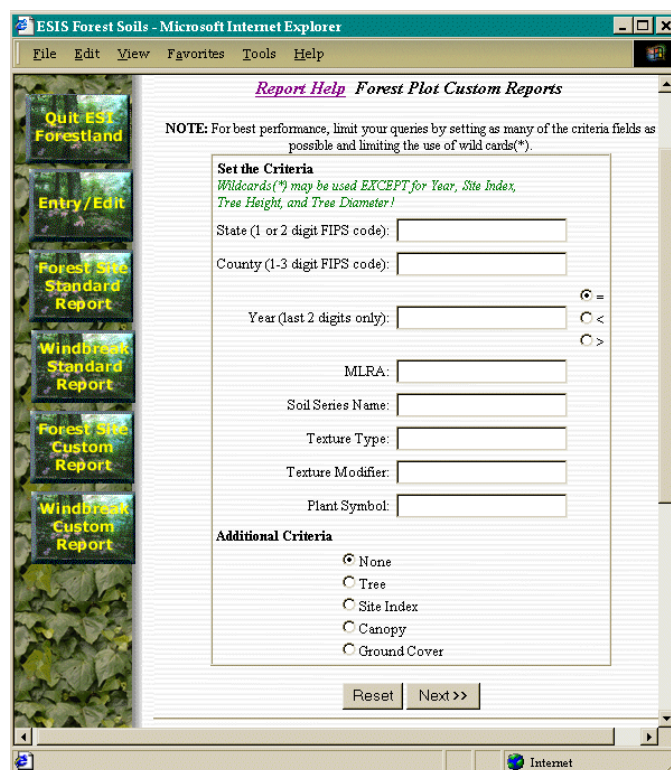 ESIS Forest Soils - Microsoft Internet Explorer
File Edit View Favorites Tools Help
Quit ESI
Forestland
Entry/Edit
Forest Site
Standard
Report
Windbreak
Standard
Report
Forest Site
Custom
Report
Windbreak
Custom
Report
Report Help Forest Plot Custom Reports
NOTE: For best performance, limit your queries by setting as many of the criteria fields as
possible and limiting the use of wild cards(*).
Set the Criteria
Wildcards(*) may be used EXCEPT for Year, Site Index,
Tree Height, and Tree Diameter!
State (1 or 2 digit FIPS code):
County (1-3 digit FIPS code):
Year (last 2 digits only):
=
<
>
MLRA:
Soil Series Name:
Texture Type:
Texture Modifier:
Plant Symbol:
Additional Criteria
None
Tree
Site Index
Canopy
Ground Cover
Reset Next >>
Internet